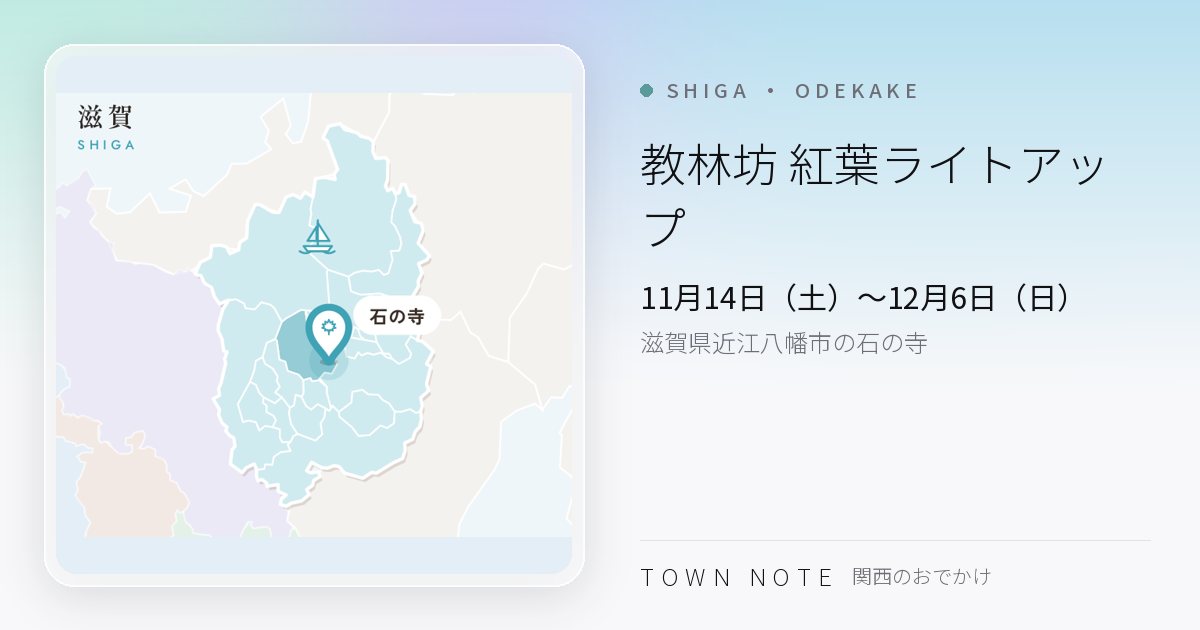 滋賀
SHIGA
石の寺
SHIGA • ODEKAKE
教林坊 紅葉ライトアッ
プ
11月14日（土）〜12月6日（日）
滋賀県近江八幡市の石の寺
TOWN NOTE 関西のおでかけ